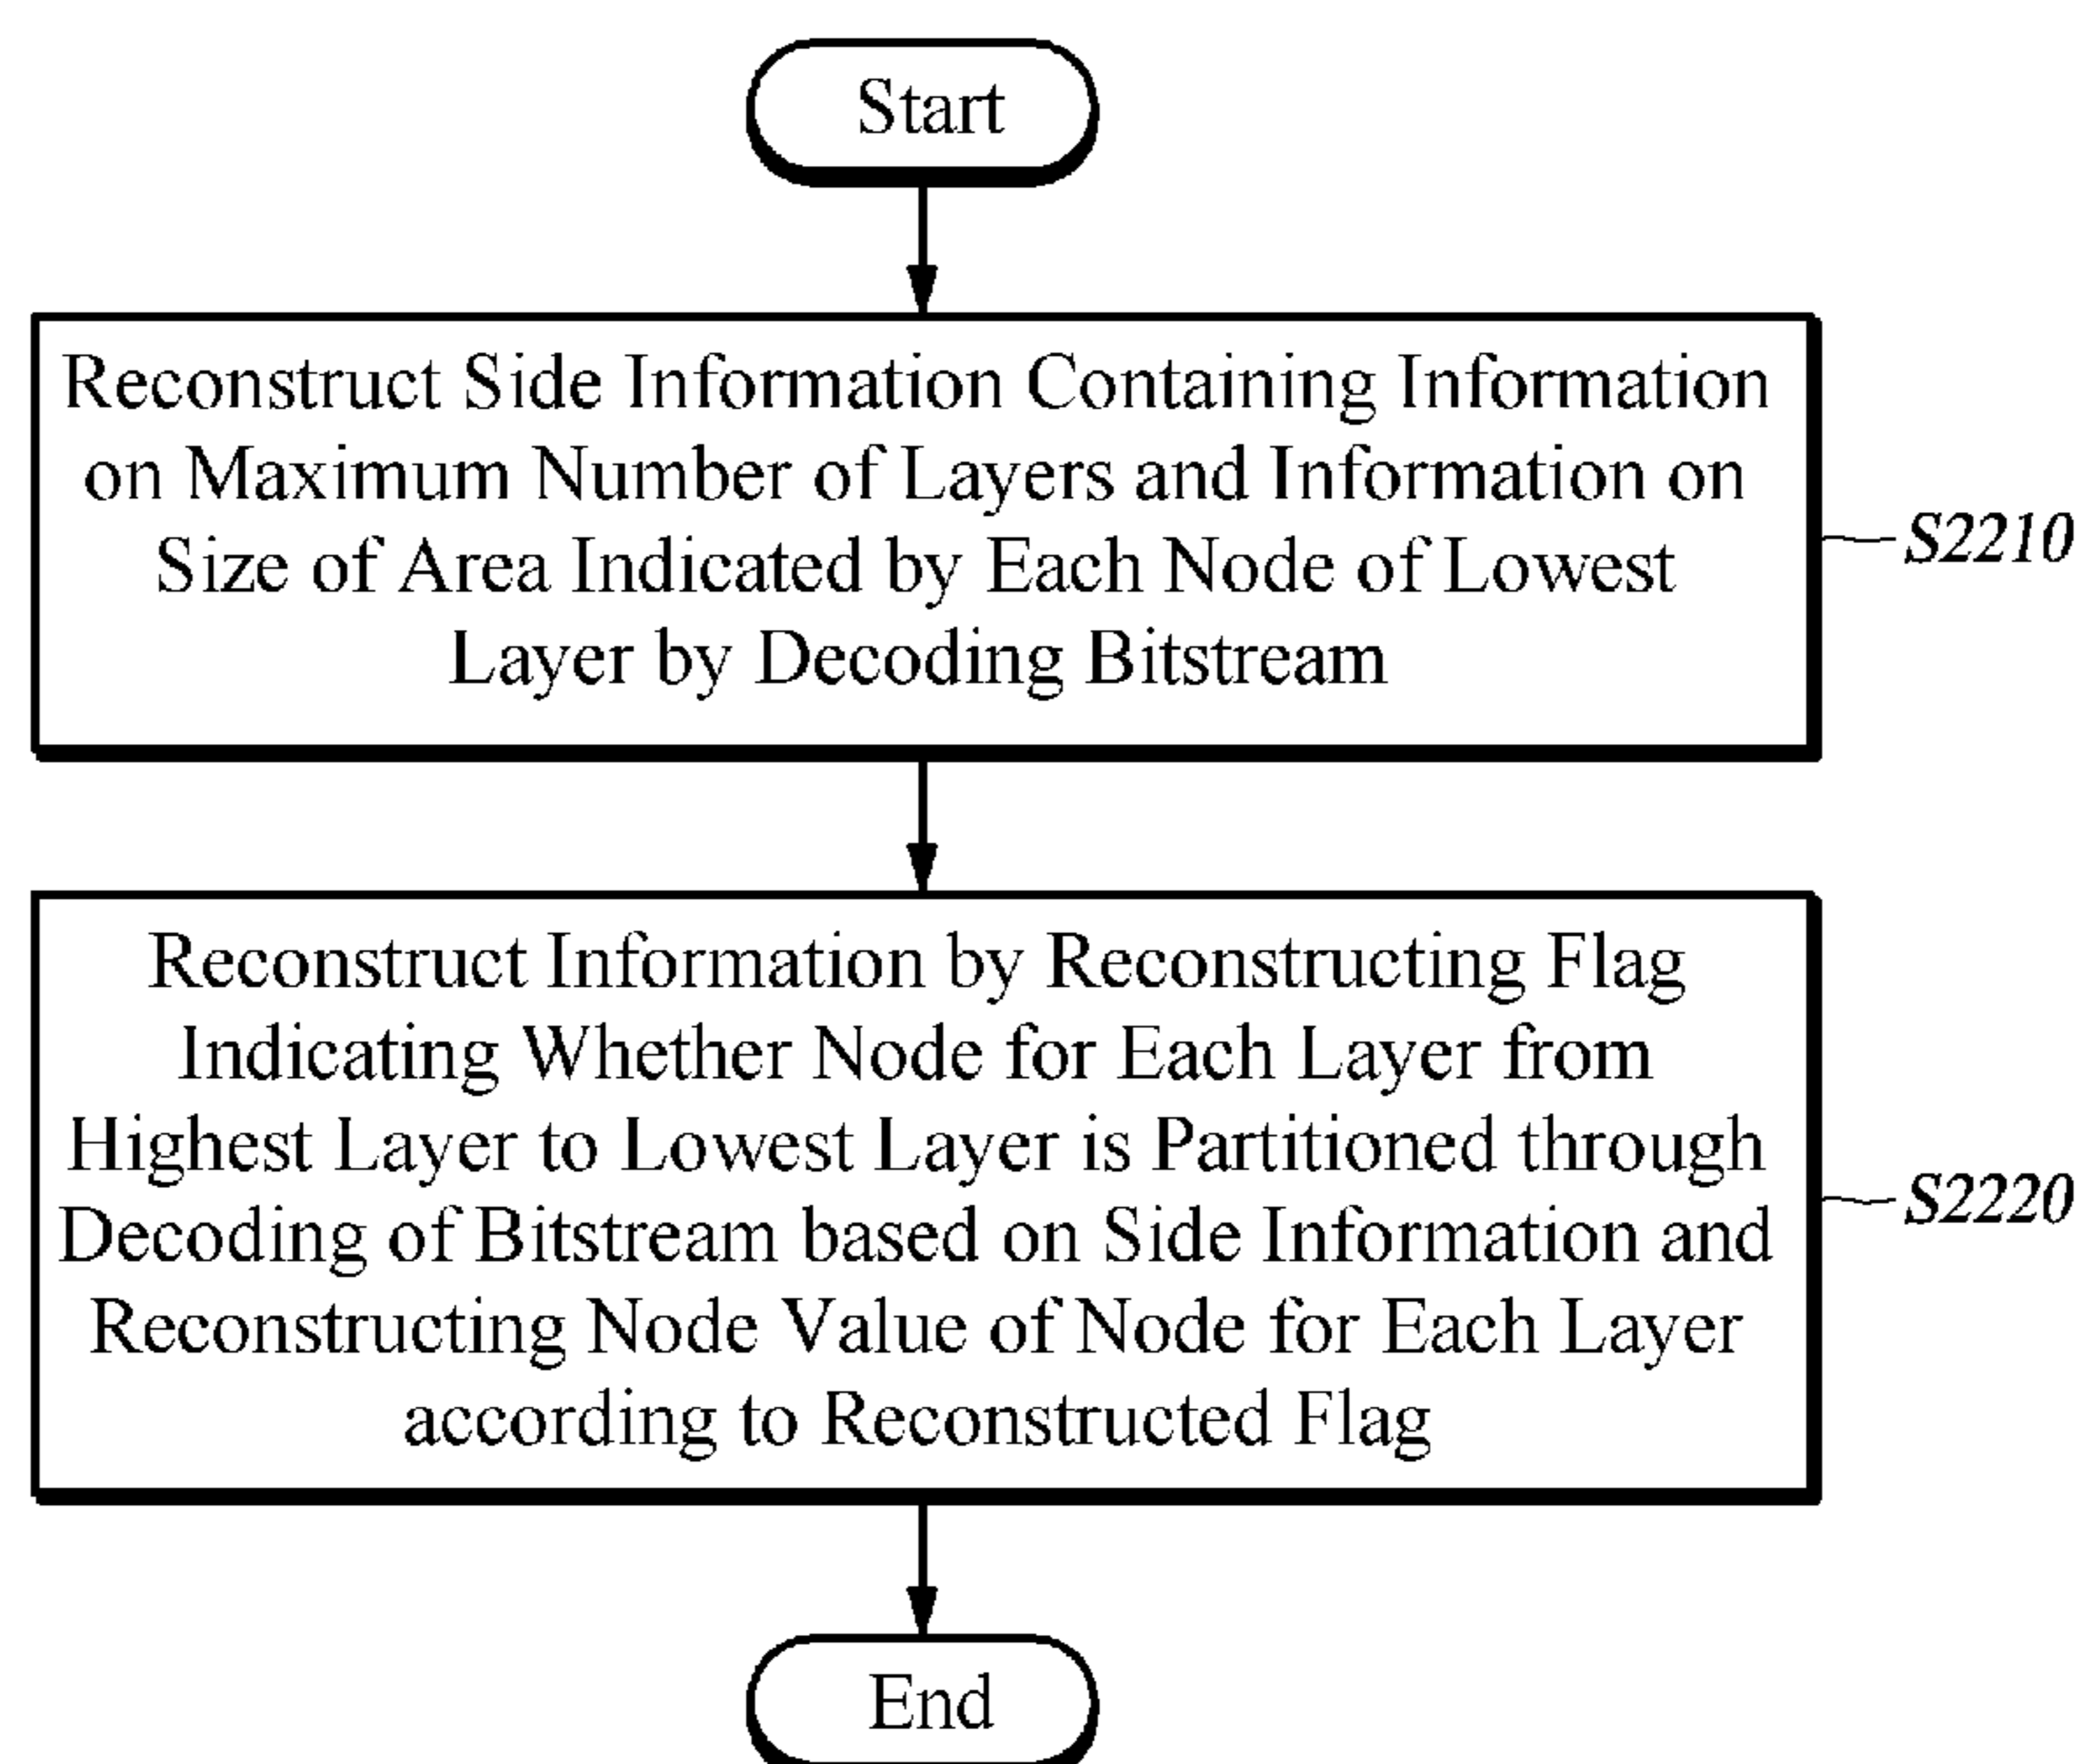 Start
Reconstruct Side Information Containing Information
on Maximum Number of Layers and Information on
Size of Area Indicated by Each Node of Lowest
Layer by Decoding Bitstream
S2210
Reconstruct Information by Reconstructing Flag
Indicating Whether Node for Each Layer from
Highest Layer to Lowest Layer is Partitioned through
Decoding of Bitstream based on Side Information and
Reconstructing Node Value of Node for Each Layer
according to Reconstructed Flag
S2220
End